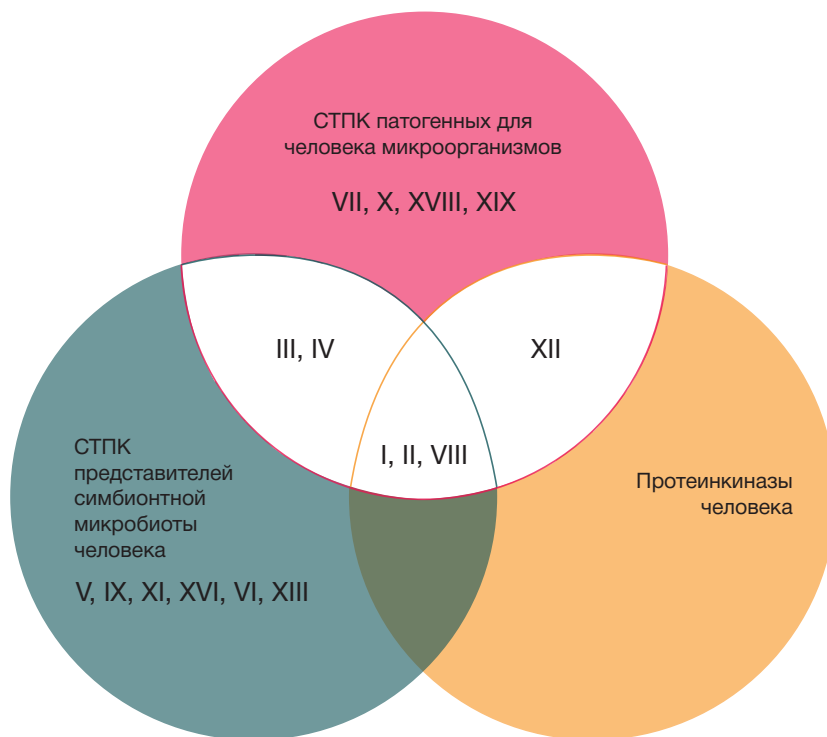 СТПК патогенных для
человека микроорганизмов
VII, X, XVIII, XIX
III, IV
XII
I, II, VIII
СТПК
представителей
симбионтной
микробиоты
человека
V, IX, XI, XVI, VI, XIII
Протеинкиназы
человека